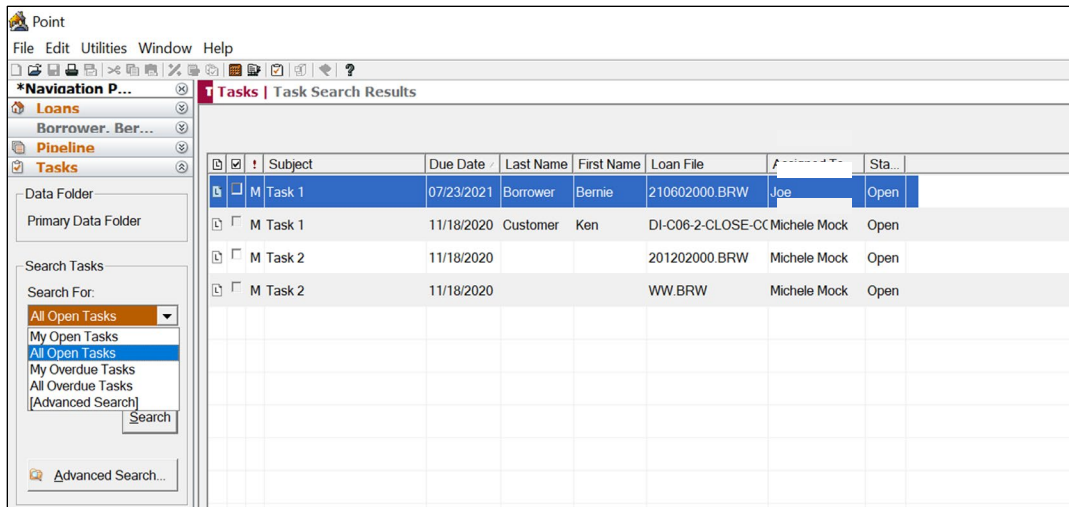 Point
File Edit Utilities Window Help
*Navigation P...
Tasks | Task Search Results
Loans
Borrower, Ber...
Pipeline
Tasks
Data Folder
Primary Data Folder
Search Tasks
Search For:
All Open Tasks
My Open Tasks
All Open Tasks
My Overdue Tasks
All Overdue Tasks
[Advanced Search]
Search
Advanced Search...
! Subject Due Date Last Name First Name Loan File Assigned To Sta...
M Task 1 07/23/2021 Borrower Bernie 210602000.BRW Joe Open
M Task 1 11/18/2020 Customer Ken DI-C06-2-CLOSE-CC Michele Mock Open
M Task 2 11/18/2020 201202000.BRW Michele Mock Open
M Task 2 11/18/2020 WW.BRW Michele Mock Open